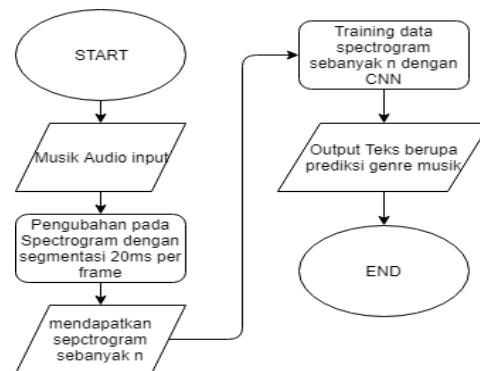 START
Musik Audio input
Pengubahan pada
Spectrogram dengan
segmentasi 20ms per
frame
mendapatkan
sepctrogram
sebanyak n
Training data
spectrogram
sebanyak n dengan
CNN
Output Teks berupa
prediksi genre musik
END